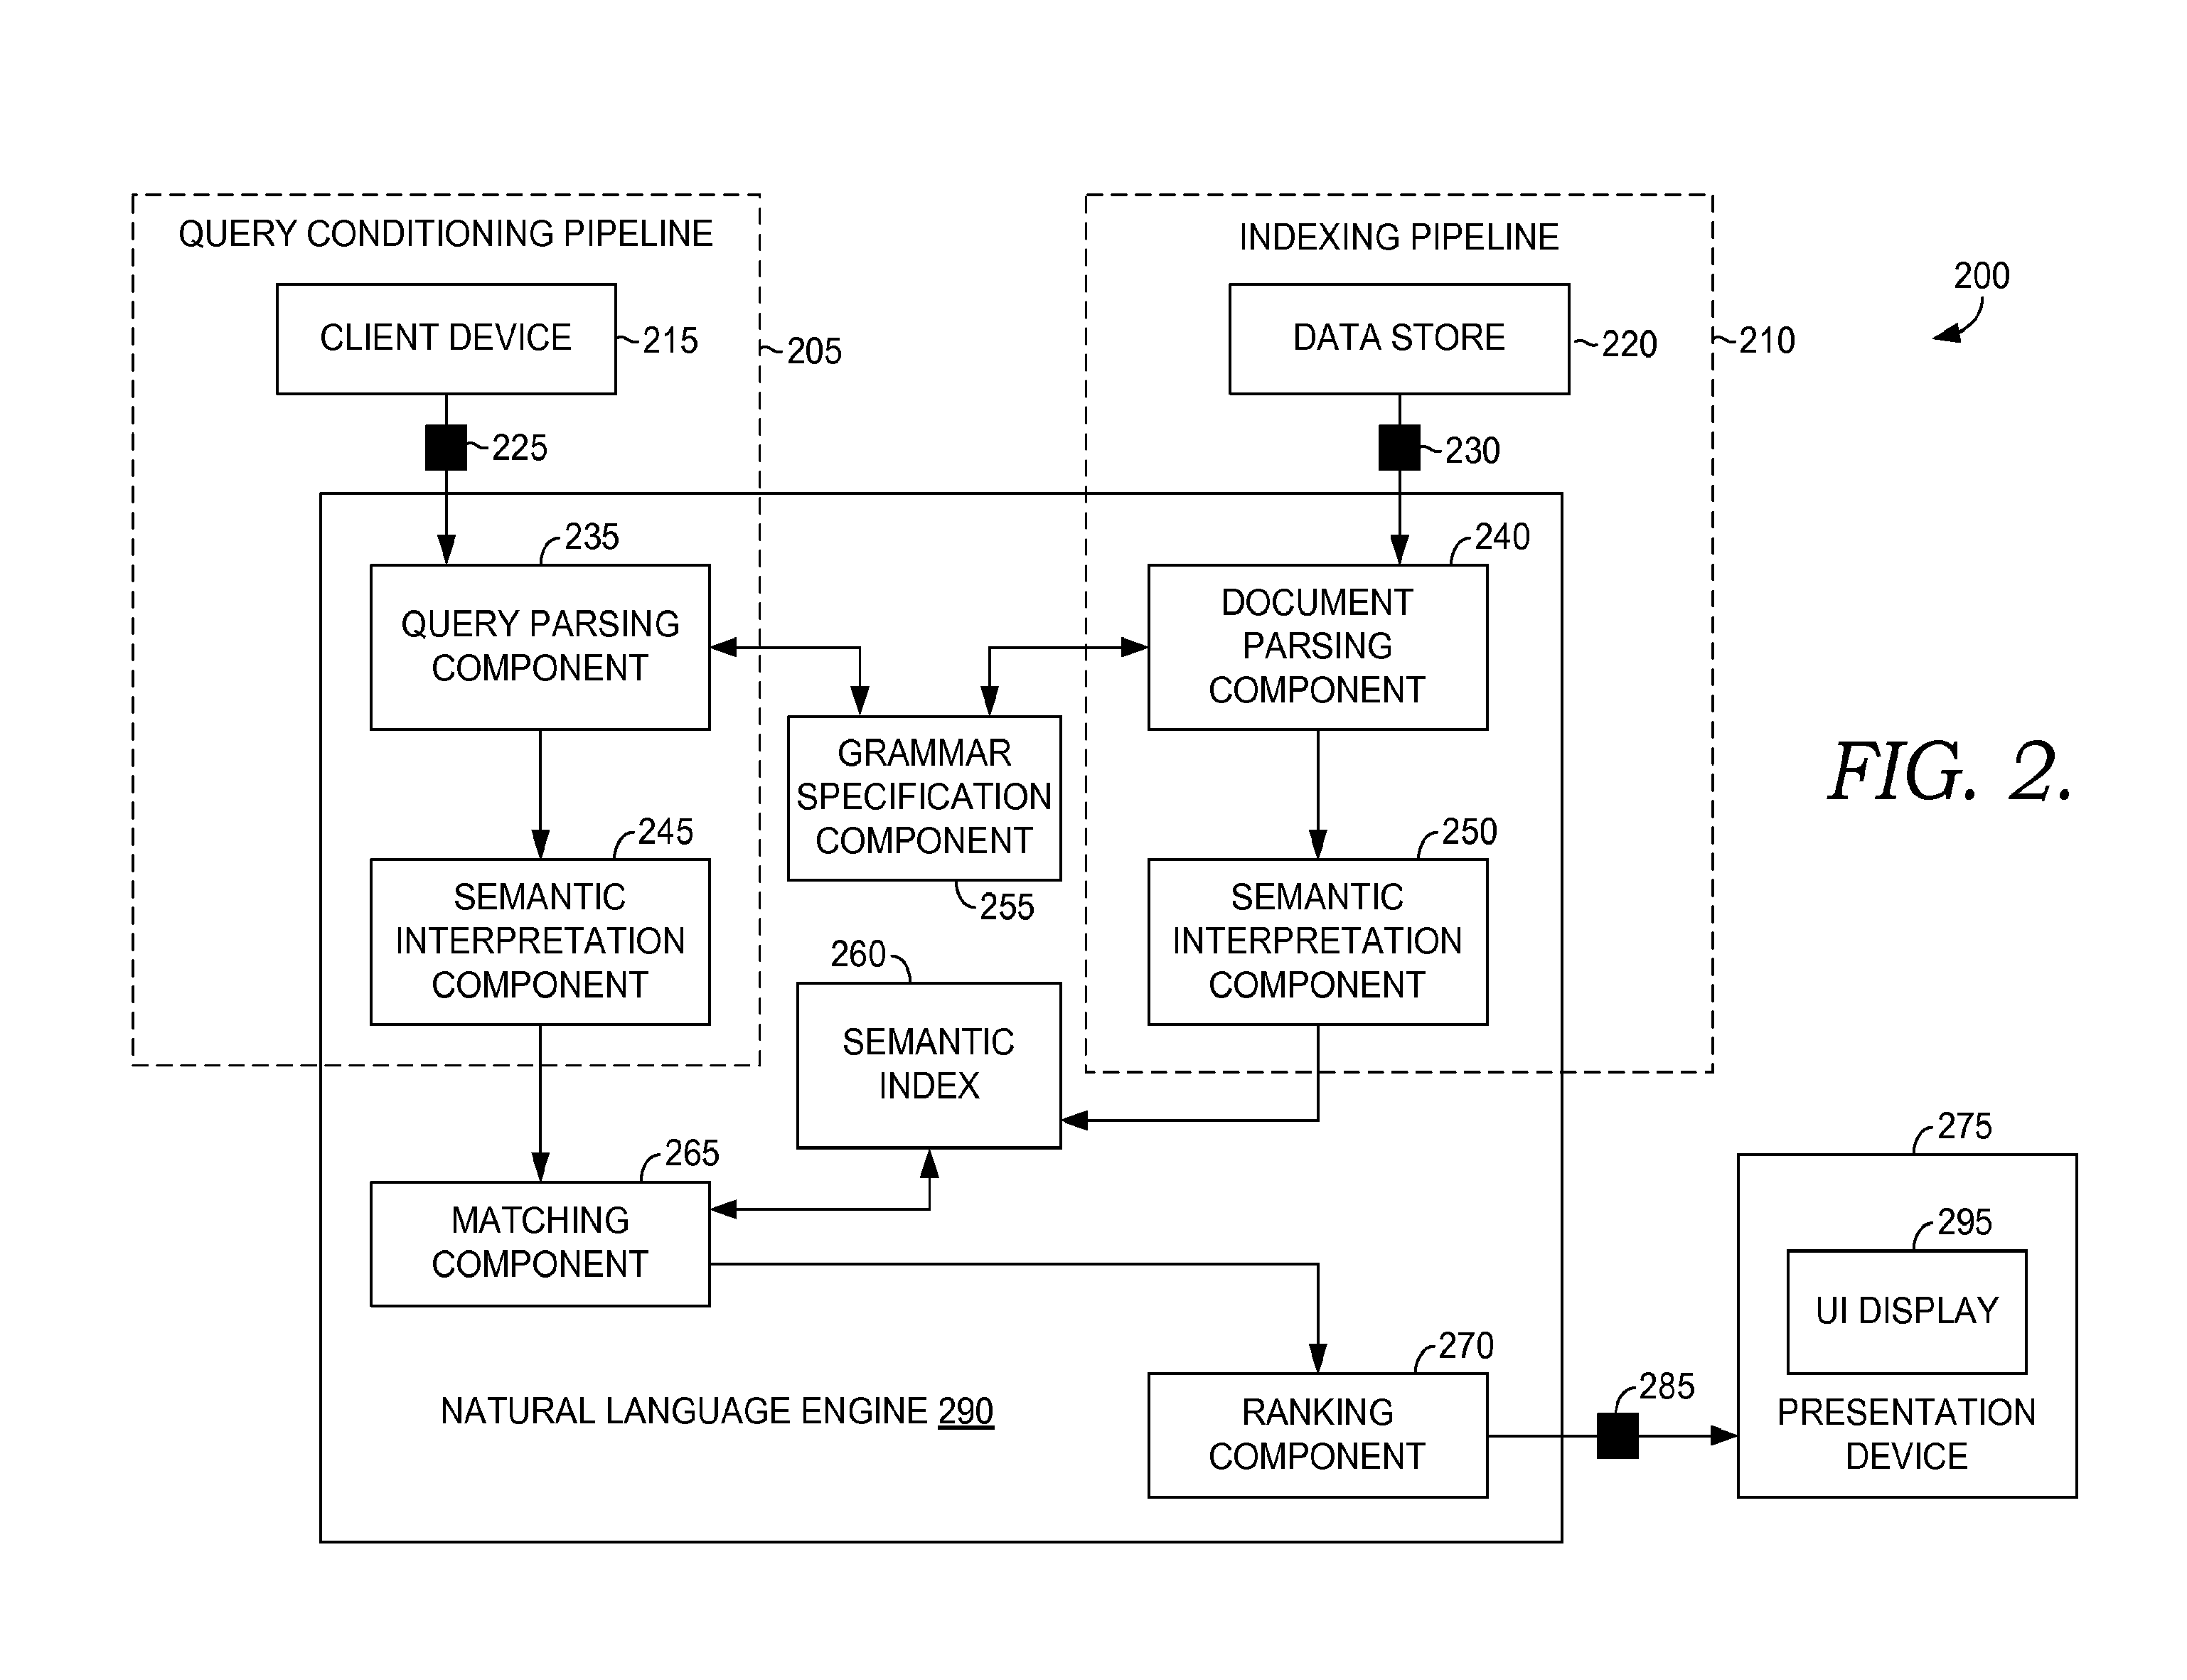 QUERY CONDITIONING PIPELINE
INDEXING PIPELINE
200
CLIENT DEVICE
215
205
DATA STORE
220
210
225
230
235
240
QUERY PARSING
COMPONENT
DOCUMENT
PARSING
COMPONENT
GRAMMAR
SPECIFICATION
COMPONENT
255
FIG. 2.
245
250
SEMANTIC
INTERPRETATION
COMPONENT
SEMANTIC
INTERPRETATION
COMPONENT
260
SEMANTIC
INDEX
265
MATCHING
COMPONENT
275
295
UI DISPLAY
PRESENTATION
DEVICE
270
RANKING
COMPONENT
285
NATURAL LANGUAGE ENGINE 290